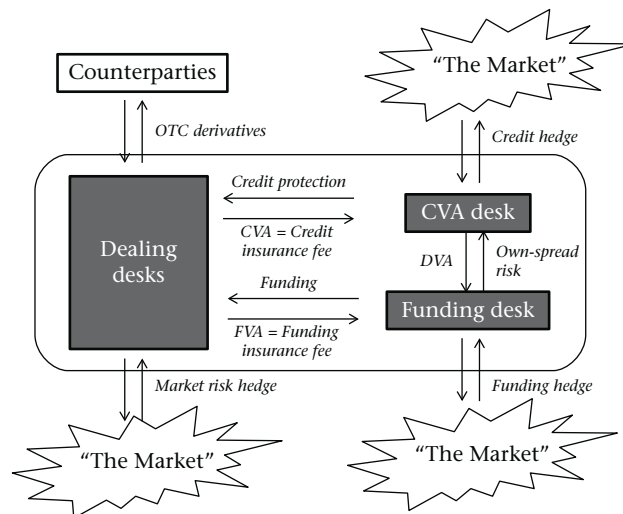 “The Market”
Counterparties
OTC derivatives
Credit hedge
Credit protection
CVA desk
CVA = Credit
insurance fee
Dealing
desks
DVA
Own-spread
risk
Funding
Funding desk
FVA = Funding
insurance fee
Market risk hedge
Funding hedge
“The Market”
“The Market”